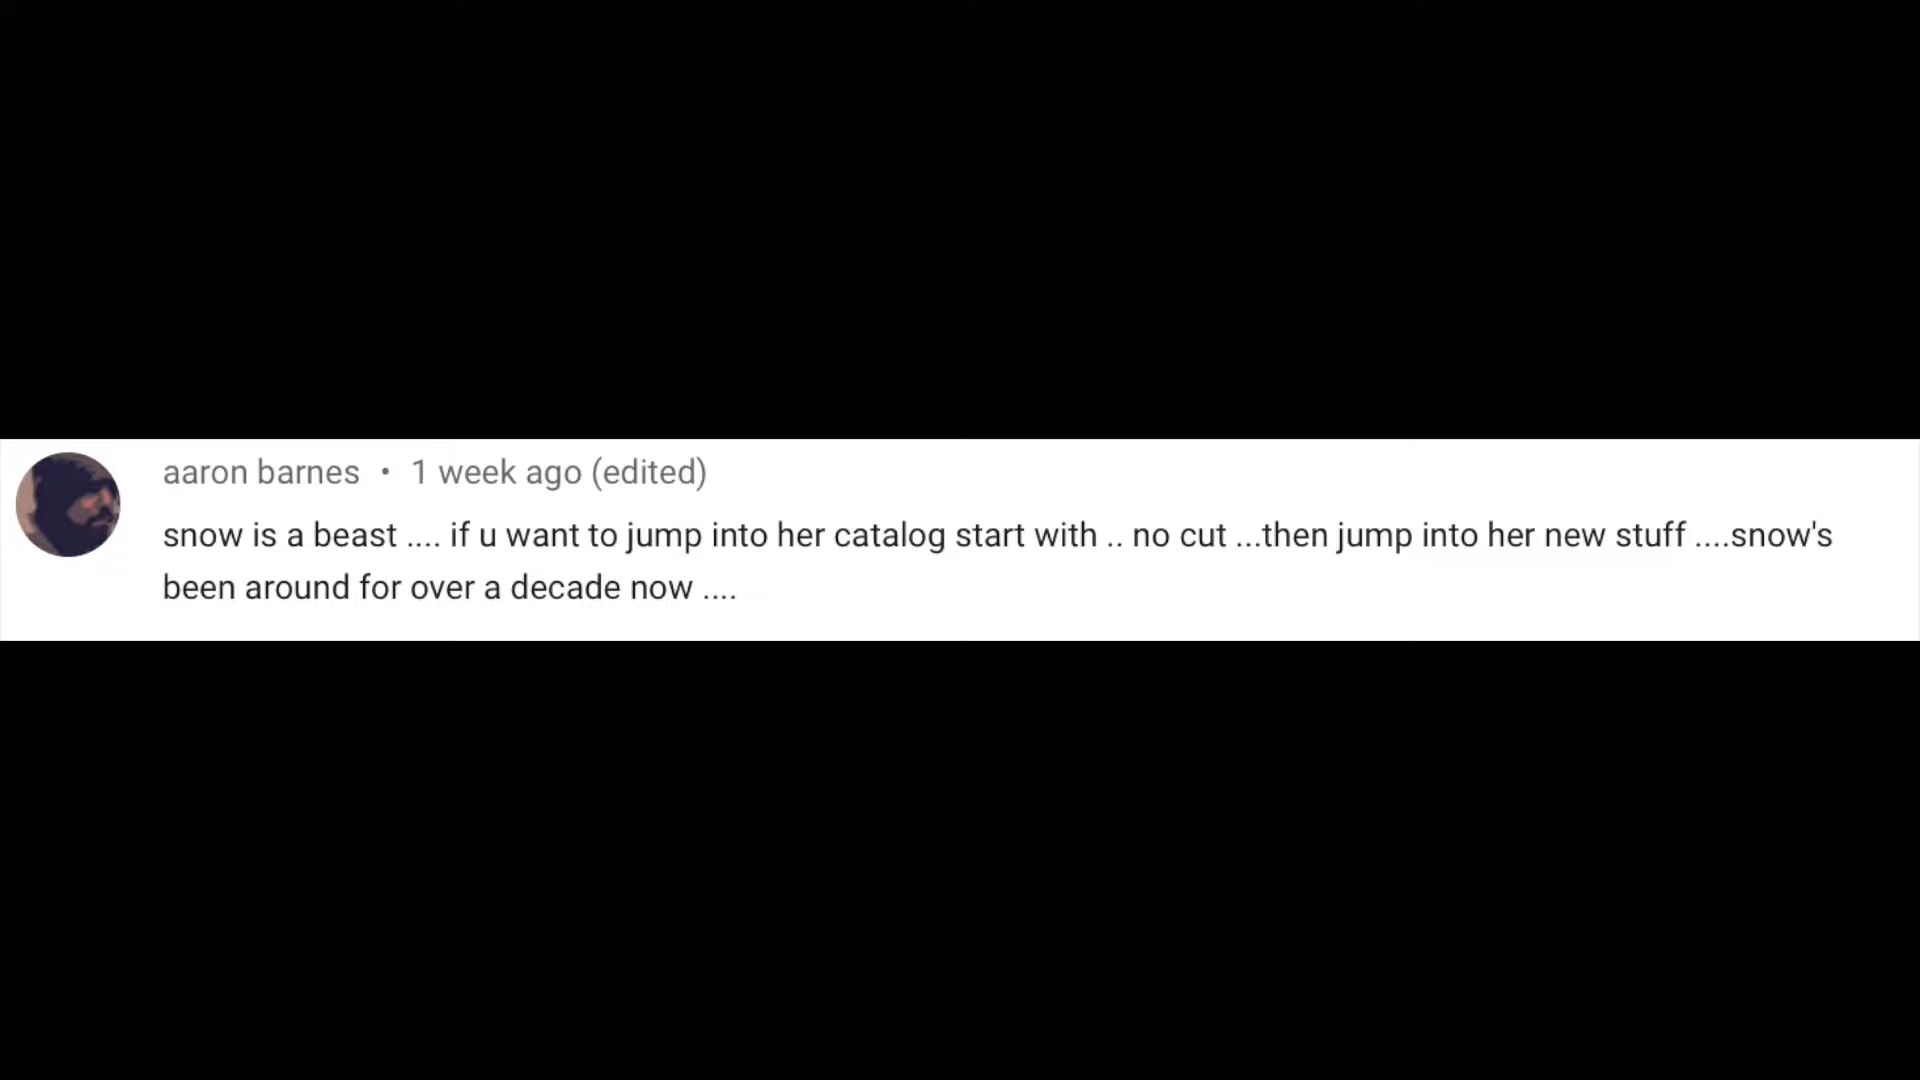 aaron barnes • 1 week ago (edited)
snow is a beast .... if u want to jump into her catalog start with .. no cut ...then jump into her new stuff ....snow's
been around for over a decade now ....